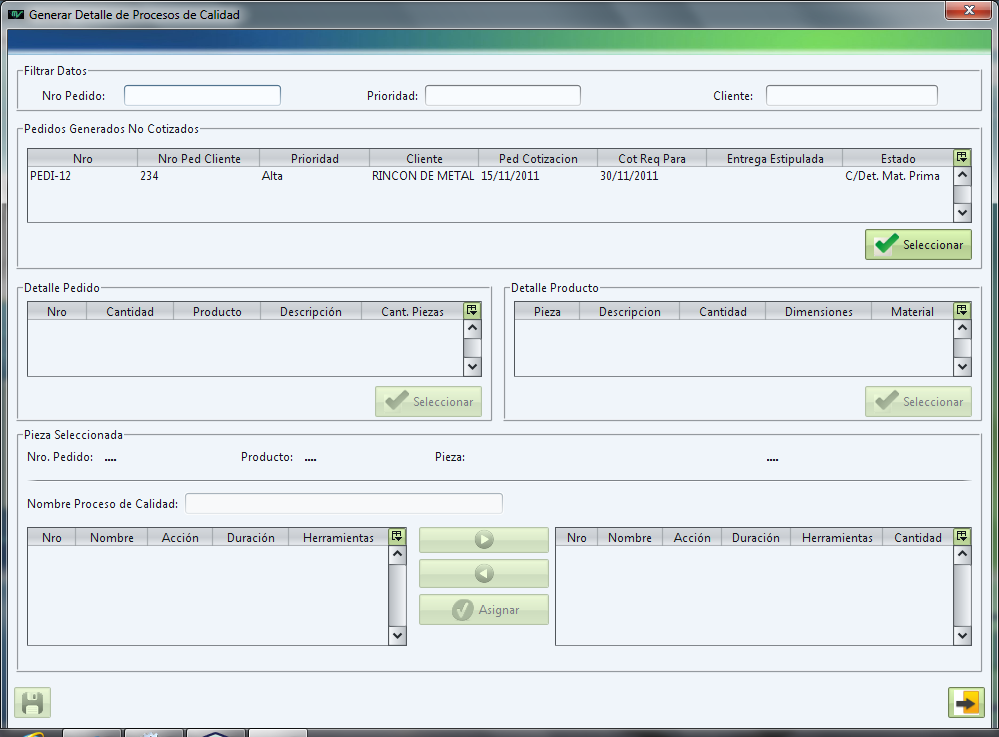 Generar Detalle de Procesos de Calidad
Filtrar Datos
Nro Pedido: Prioridad: Cliente:
Pedidos Generados No Cotizados
Nro Nro Ped Cliente Prioridad Cliente Ped Cotizacion Cot Req Para Entrega Estipulada Estado
PEDI-12 234 Alta RINCON DE METAL 15/11/2011 30/11/2011 C/Det. Mat. Prima
Seleccionar
Detalle Pedido Detalle Producto
Nro Cantidad Producto Descripción Cant. Piezas Pieza Descripcion Cantidad Dimensiones Material
Seleccionar Seleccionar
Pieza Seleccionada
Nro. Pedido: .... Producto: .... Pieza: ....
Nombre Proceso de Calidad:
Nro Nombre Acción Duración Herramientas Nro Nombre Acción Duración Herramientas Cantidad
Asignar